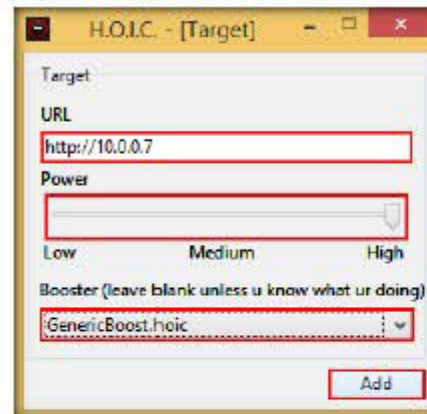 H.O.I.C. - [Target]
Target
URL
http://10.0.0.7
Power
Low Medium High
Booster (leave blank unless u know what ur doing)
GenericBoost.hoic
Add